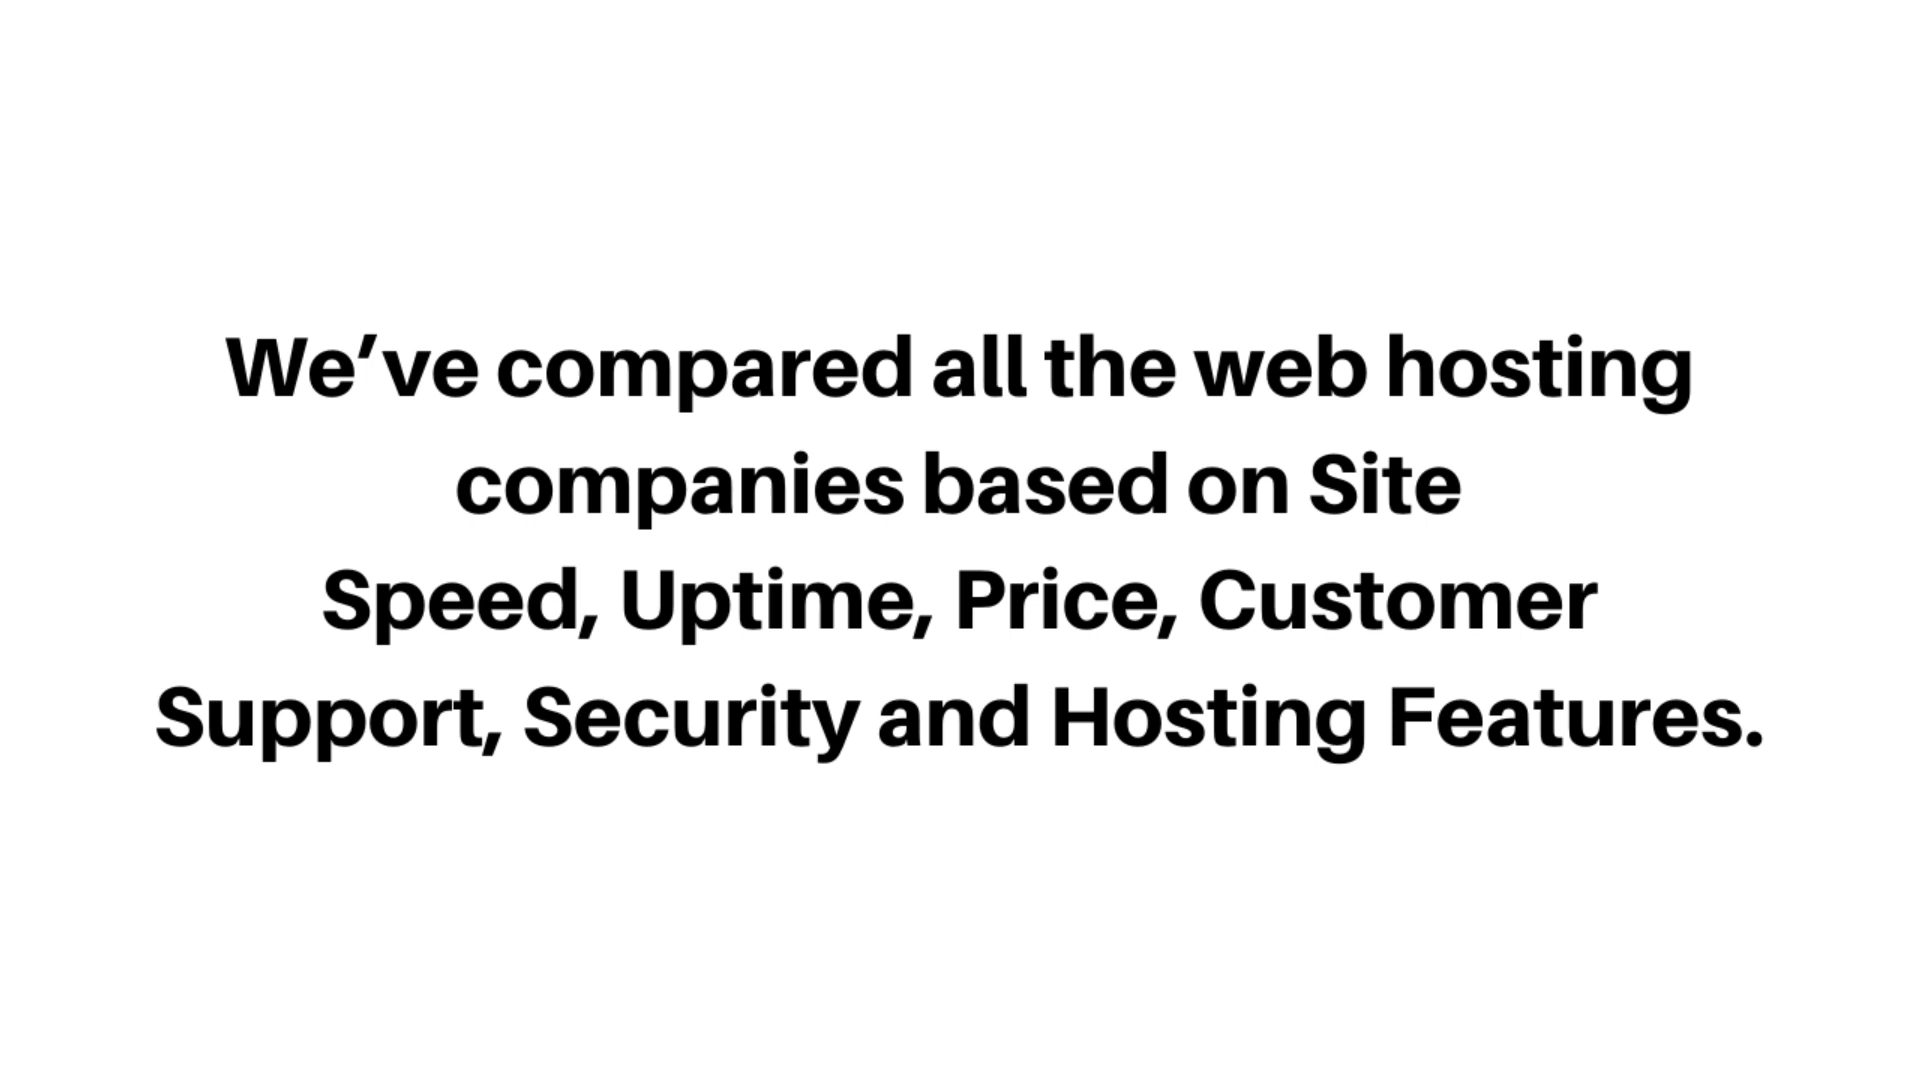 We’ve compared all the web hosting
companies based on Site
Speed, Uptime, Price, Customer
Support, Security and Hosting Features.